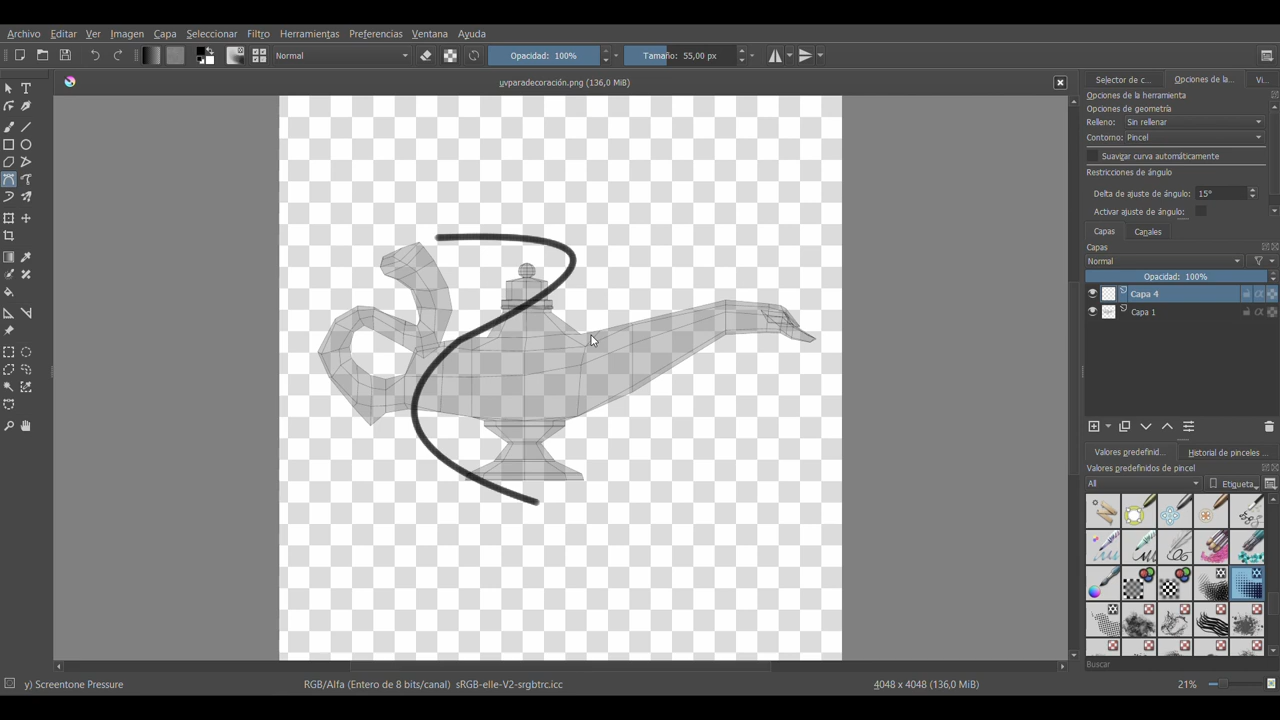 Archivo Editar Ver Imagen Capa Seleccionar Filtro Herramientas Preferencias Ventana Ayuda
Normal Opacidad: 100% Tamaño: 55,00 px
uvparadecoración.png (136,0 MiB)
Selector de c... Opciones de la... Vi...
Opciones de la herramienta
Opciones de geometría
Relleno: Sin rellenar
Contorno: Pincel
Suavizar curva automáticamente
Restricciones de ángulo
Delta de ajuste de ángulo: 15°
Activar ajuste de ángulo:
Capas Canales
Capas
Normal
Opacidad: 100%
Capa 4
Capa 1
Valores predefinid... Historial de pinceles ...
Valores predefinidos de pincel
All Etiqueta
Buscar
y) Screentone Pressure RGB/Alfa (Entero de 8 bits/canal) sRGB-elle-V2-srgbtrc.icc 4048 x 4048 (136,0 MiB) 21%